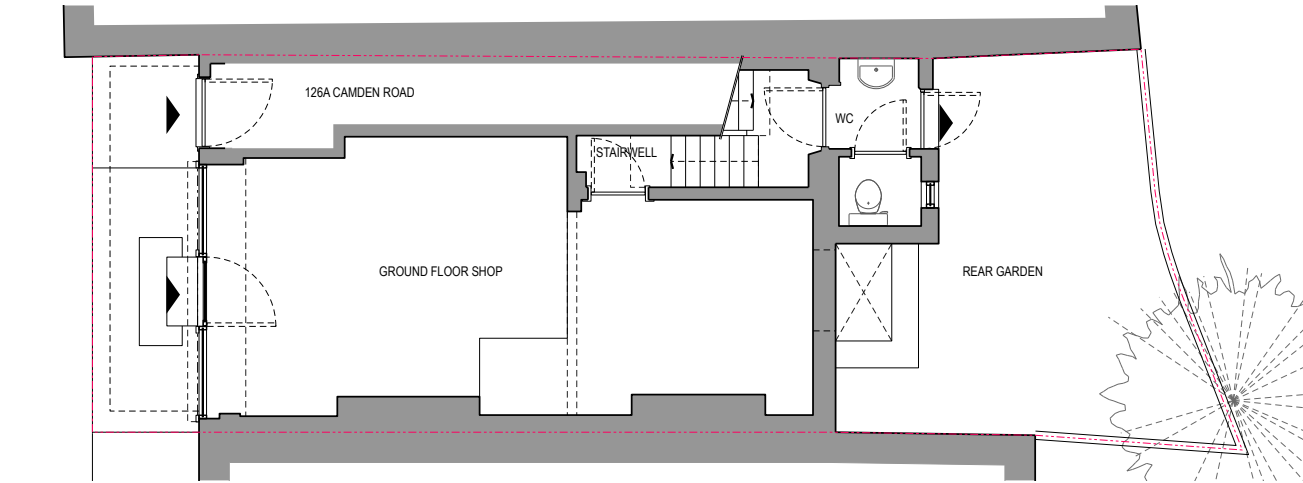 126A CAMDEN ROAD
WC
STAIRWELL
GROUND FLOOR SHOP
REAR GARDEN